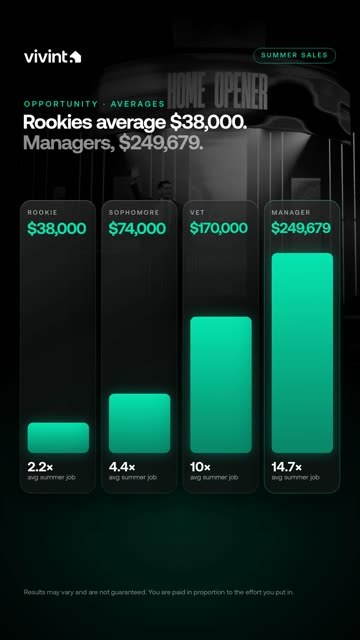 vivint
SUMMER SALES
HOME OPENER
OPPORTUNITY · AVERAGES
Rookies average $38,000.
Managers, $249,679.
ROOKIE
$38,000
2.2×
avg summer job
SOPHOMORE
$74,000
4.4×
avg summer job
VET
$170,000
10×
avg summer job
MANAGER
$249,679
14.7×
avg summer job
Results may vary and are not guaranteed. You are paid in proportion to the effort you put in.